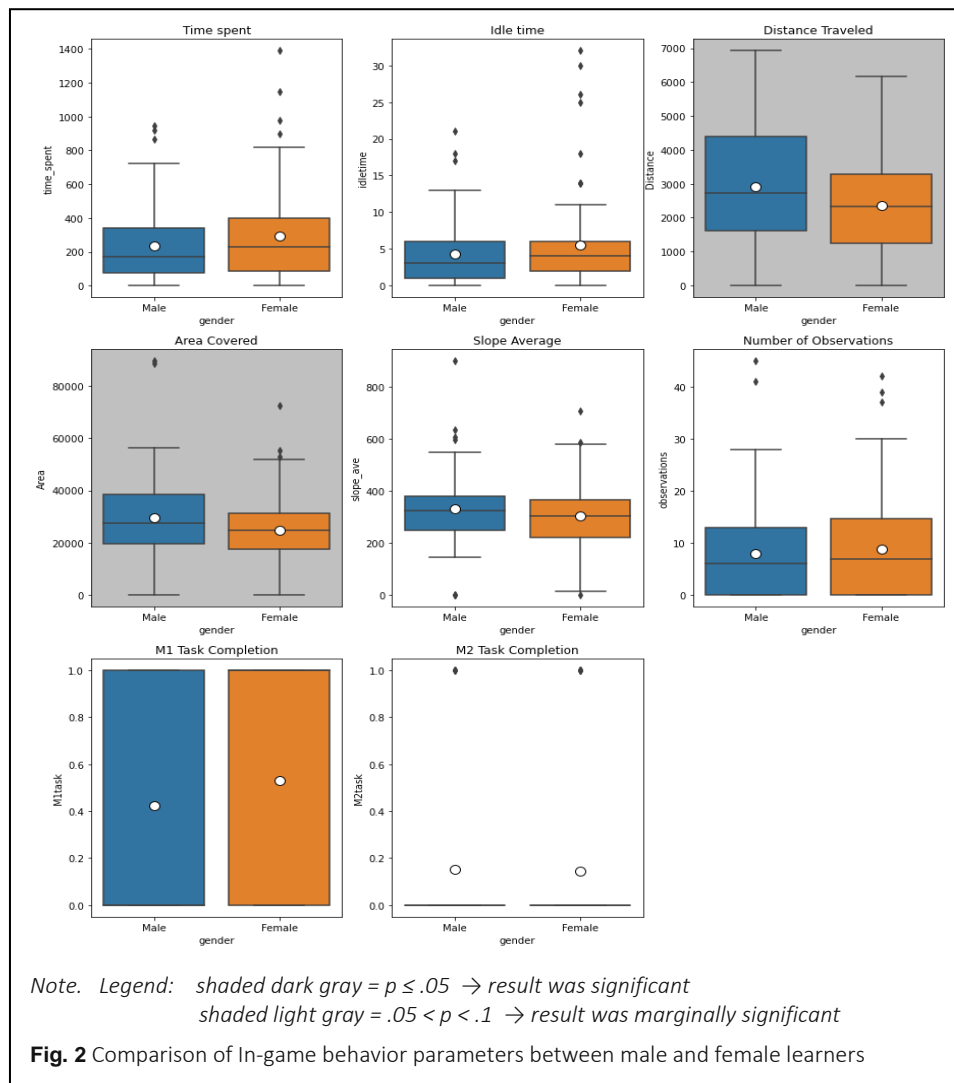 Time spent
Idle time
Distance Traveled
1400
1200
1000
800
600
400
200
0
time_spent
Male
Female
gender
30
25
20
15
10
5
0
idletime
Male
Female
gender
7000
6000
5000
4000
3000
2000
1000
0
Distance
Male
Female
gender
Area Covered
Slope Average
Number of Observations
80000
60000
40000
20000
0
Area
Male
Female
gender
800
600
400
200
0
slope_ave
Male
Female
gender
40
30
20
10
0
observations
Male
Female
gender
M1 Task Completion
M2 Task Completion
1.0
0.8
0.6
0.4
0.2
0.0
M1task
Male
Female
gender
1.0
0.8
0.6
0.4
0.2
0.0
M2task
Male
Female
gender
Note. Legend: shaded dark gray = p ≤ .05 → result was significant
shaded light gray = .05 < p < .1 → result was marginally significant
Fig. 2 Comparison of In-game behavior parameters between male and female learners